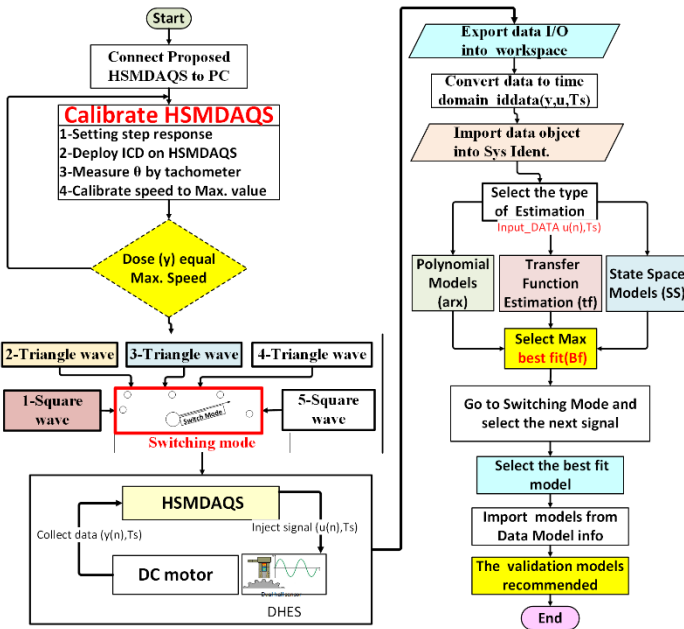 Start
Connect Proposed
HSMDAQS to PC
Calibrate HSMDAQS
1-Setting step response
2-Deploy ICD on HSMDAQS
3-Measure θ by tachometer
4-Calibrate speed to Max. value
Dose (y) equal
Max. Speed
2-Triangle wave
3-Triangle wave
4-Triangle wave
1-Square
wave
Switch Mode
5-Square
wave
Switching mode
HSMDAQS
Collect data (y(n),Ts)
Inject signal (u(n),Ts)
DC motor
Dual hall sensor
DHES
Export data I/O
into workspace
Convert data to time
domain iddata(y,u,Ts)
Import data object
into Sys Ident.
Select the type
of Estimation
Input_DATA u(n),Ts)
Polynomial
Models
(arx)
Transfer
Function
Estimation (tf)
State Space
Models (SS)
Select Max
best fit(Bf)
Go to Switching Mode and
select the next signal
Select the best fit
model
Import models from
Data Model info
The validation models
recommended
End